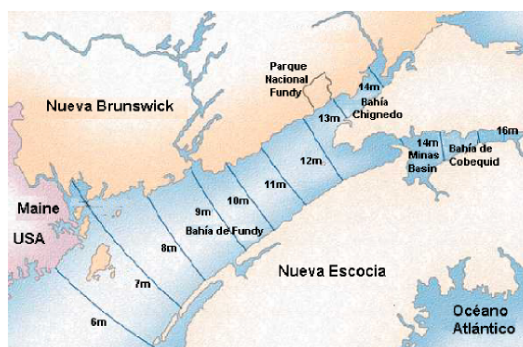 Parque
Nacional
Fundy
14m
Bahía
Chignedo
Nueva Brunswick
13m
16m
14m
Minas
Basin
Bahía de
Cobequid
12m
11m
10m
9m
Maine
USA
Bahía de Fundy
8m
7m
6m
Nueva Escocia
Océano
Atlántico